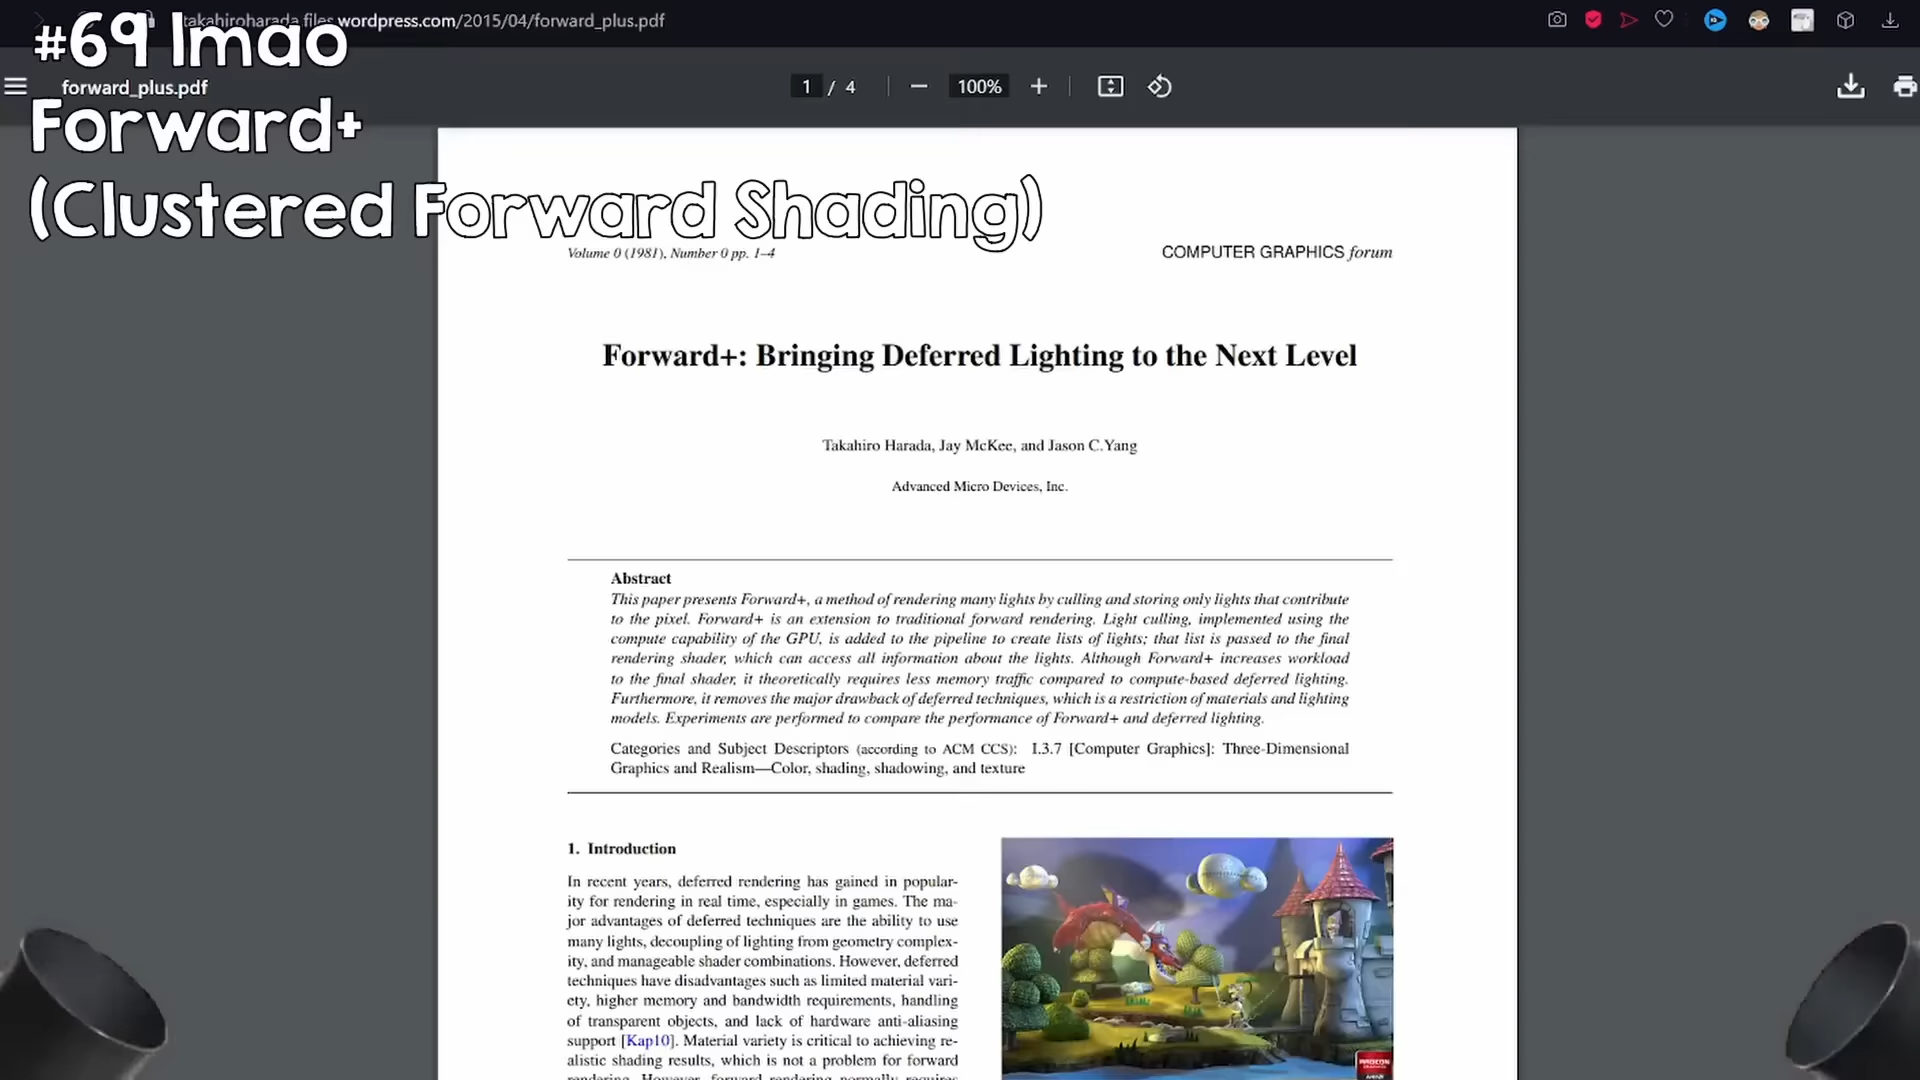 takahiroharada.files.wordpress.com/2015/04/forward_plus.pdf
#69 lmao
forward_plus.pdf
1 / 4
100%
Forward+
(Clustered Forward Shading)
Volume 0 (1981), Number 0 pp. 1–4
COMPUTER GRAPHICS forum
Forward+: Bringing Deferred Lighting to the Next Level
Takahiro Harada, Jay McKee, and Jason C.Yang
Advanced Micro Devices, Inc.
Abstract
This paper presents Forward+, a method of rendering many lights by culling and storing only lights that contribute
to the pixel. Forward+ is an extension to traditional forward rendering. Light culling, implemented using the
compute capability of the GPU, is added to the pipeline to create lists of lights; that list is passed to the final
rendering shader, which can access all information about the lights. Although Forward+ increases workload
to the final shader, it theoretically requires less memory traffic compared to compute-based deferred lighting.
Furthermore, it removes the major drawback of deferred techniques, which is a restriction of materials and lighting
models. Experiments are performed to compare the performance of Forward+ and deferred lighting.
Categories and Subject Descriptors (according to ACM CCS): I.3.7 [Computer Graphics]: Three-Dimensional
Graphics and Realism—Color, shading, shadowing, and texture
1. Introduction
In recent years, deferred rendering has gained in popular-
ity for rendering in real time, especially in games. The ma-
jor advantages of deferred techniques are the ability to use
many lights, decoupling of lighting from geometry complex-
ity, and manageable shader combinations. However, deferred
techniques have disadvantages such as limited material vari-
ety, higher memory and bandwidth requirements, handling
of transparent objects, and lack of hardware anti-aliasing
support [Kap10]. Material variety is critical to achieving re-
alistic shading results, which is not a problem for forward
rendering. However, forward rendering normally requires
RADEON
GRAPHICS
AMD